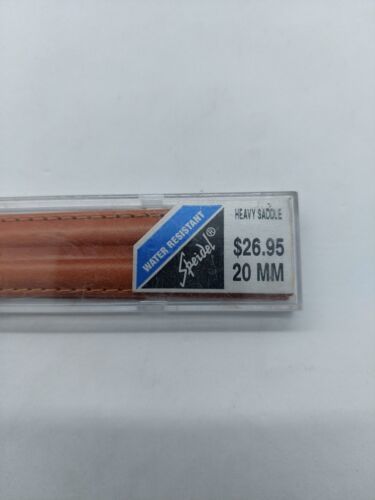 WATER RESISTANT
Speidel®
HEAVY SADDLE
$26.95
20 MM